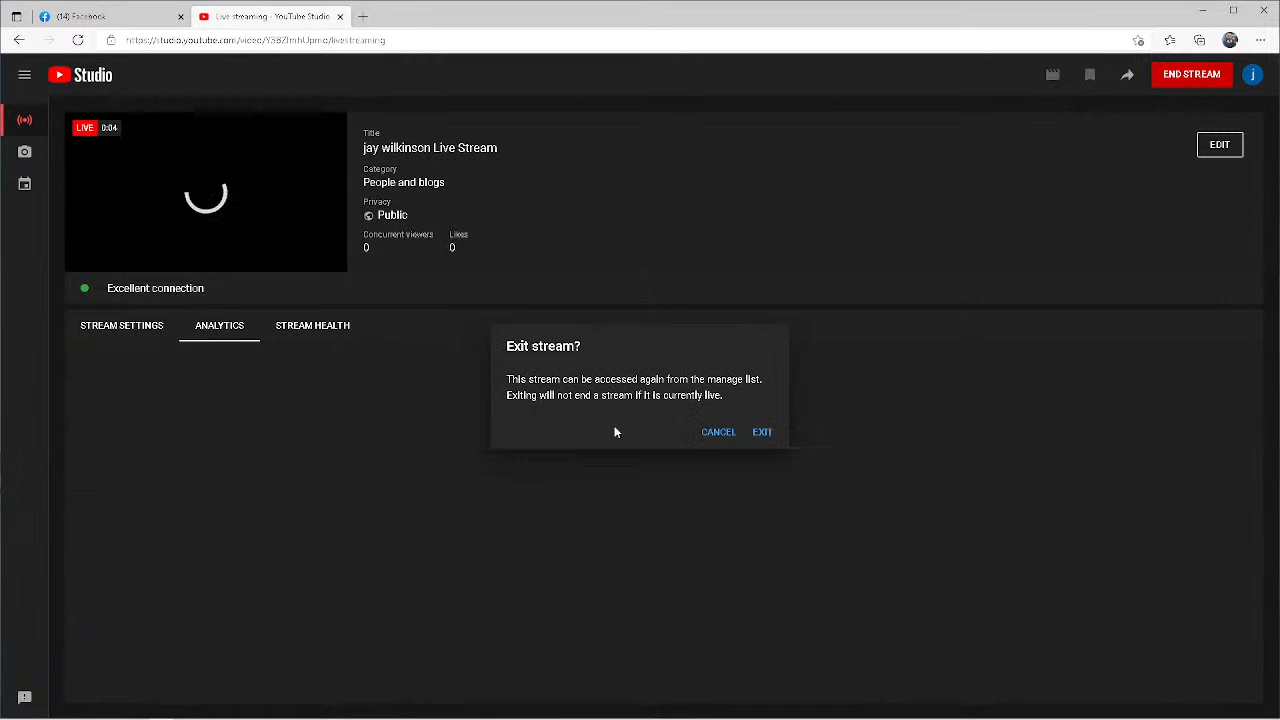 (14) Facebook
Live streaming - YouTube Studio
Studio
END STREAM
j
LIVE 0:04
Title
jay wilkinson Live Stream
EDIT
Category
People and blogs
Privacy
Public
Concurrent viewers Likes
0 0
Excellent connection
STREAM SETTINGS ANALYTICS STREAM HEALTH
Exit stream?
This stream can be accessed again from the manage list.
Exiting will not end a stream if it is currently live.
CANCEL EXIT